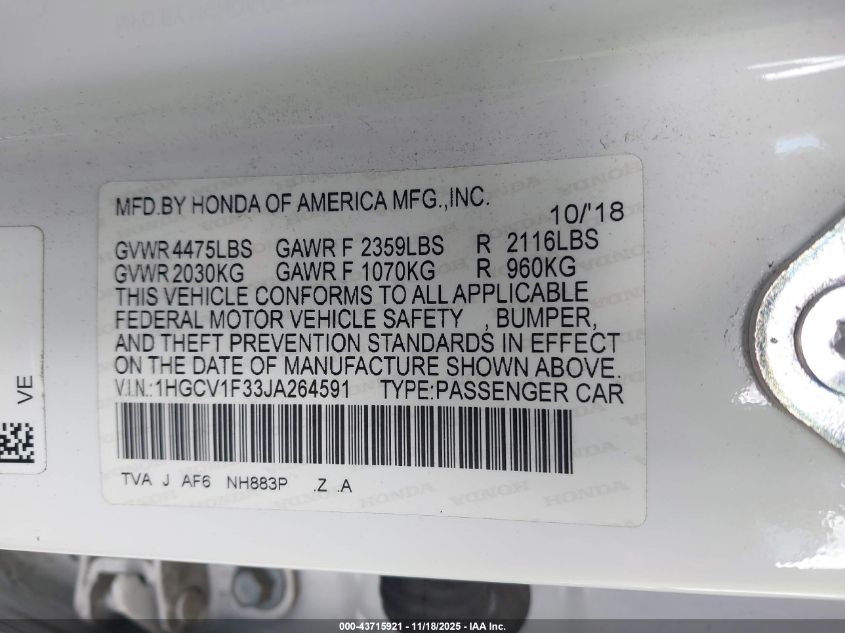 MFD.BY HONDA OF AMERICA MFG.,INC. 10/'18
GVWR 4475LBS GAWR F 2359LBS R 2116LBS
GVWR 2030KG GAWR F 1070KG R 960KG
THIS VEHICLE CONFORMS TO ALL APPLICABLE
FEDERAL MOTOR VEHICLE SAFETY , BUMPER,
AND THEFT PREVENTION STANDARDS IN EFFECT
ON THE DATE OF MANUFACTURE SHOWN ABOVE.
V.I.N.:1HGCV1F33JA264591 TYPE:PASSENGER CAR
TVA J AF6 NH883P .Z .A
VE
000-43715921 - 11/18/2025 - IAA Inc.